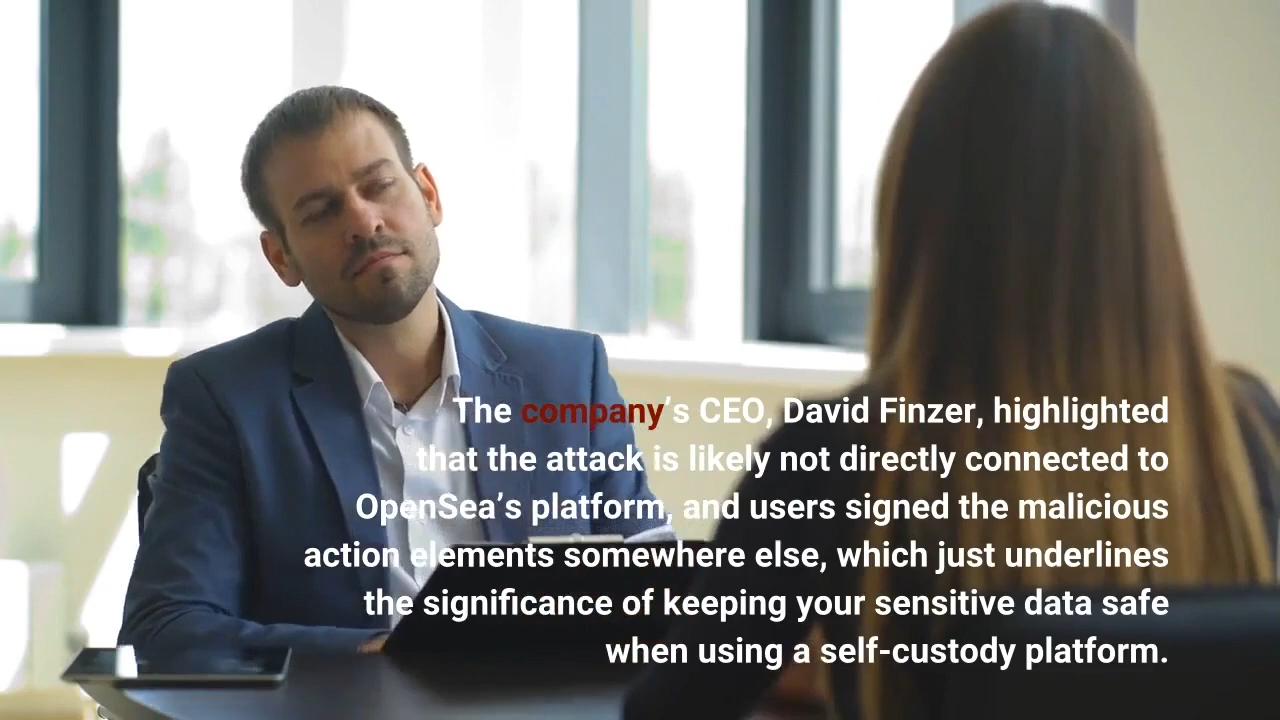 The company’s CEO, David Finzer, highlighted
that the attack is likely not directly connected to
OpenSea’s platform, and users signed the malicious
action elements somewhere else, which just underlines
the significance of keeping your sensitive data safe
when using a self-custody platform.